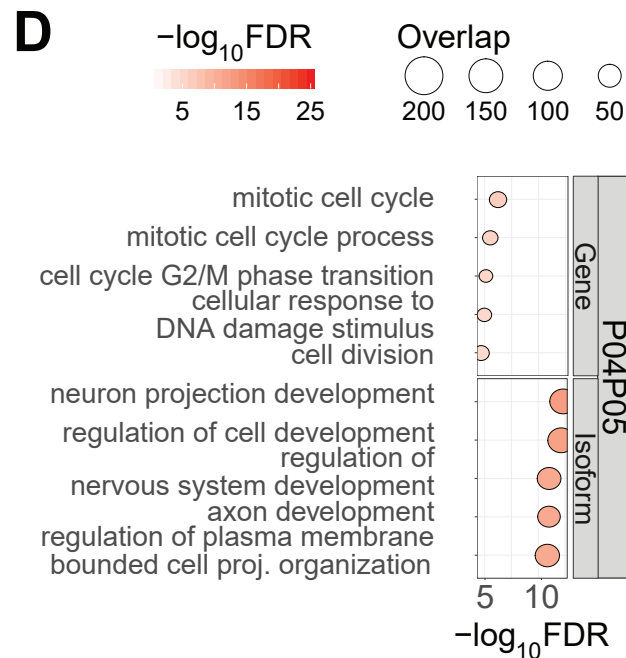 D
−log10FDR
5 15 25
Overlap
200 150 100 50
mitotic cell cycle
mitotic cell cycle process
cell cycle G2/M phase transition
cellular response to
DNA damage stimulus
cell division
neuron projection development
regulation of cell development
regulation of
nervous system development
axon development
regulation of plasma membrane
bounded cell proj. organization
Gene
Isoform
P04P05
5 10
−log10FDR